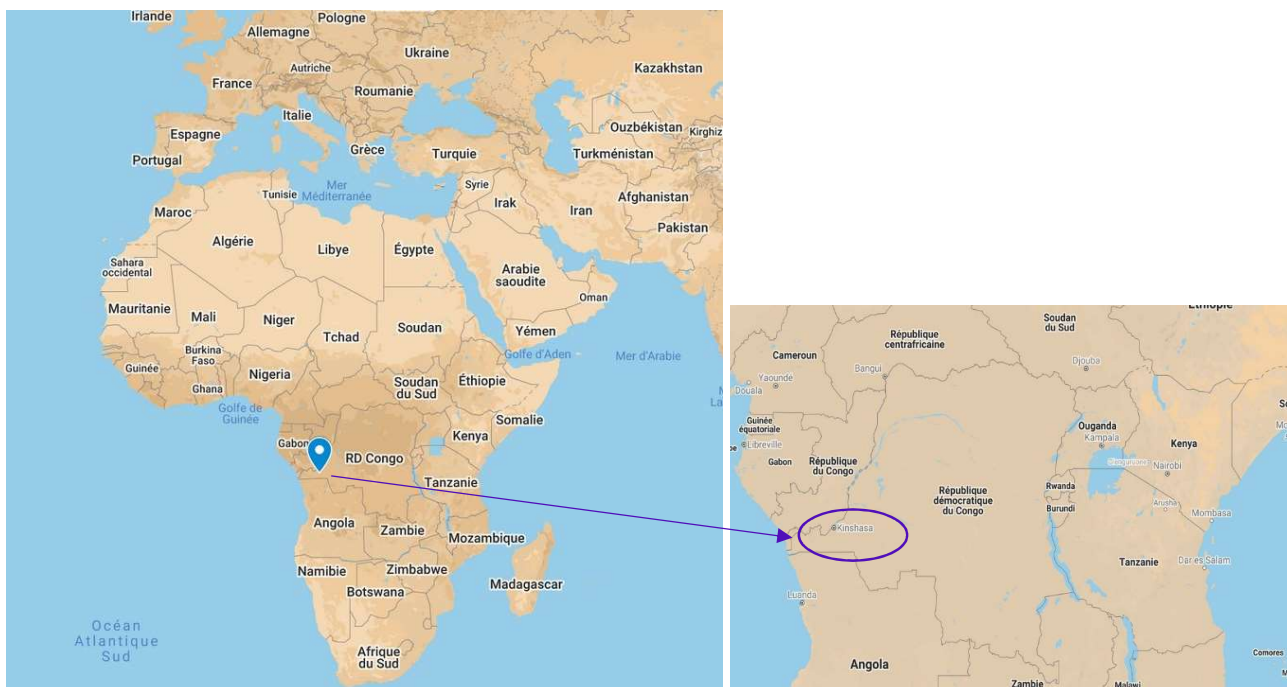 Irlande
Pologne
Allemagne
Ukraine
Kazakhstan
Autriche
France
Roumanie
Italie
Ouzbékistan
Kirghiz
Espagne
Grèce
Turquie
Turkménistan
Portugal
Mer
Méditerranée
Syrie
Tunisie
Afghanistan
Irak
Iran
Maroc
Pakistan
Algérie
Libye
Égypte
Sahara
occidental
Arabie
saoudite
Oman
Mauritanie
Mali
Niger
Tchad
Soudan
Yémen
Golfe d'Aden
Mer d'Arabie
Burkina
Faso
Guinée
Nigeria
Soudan
du Sud
Éthiopie
Ghana
Golfe de
Guinée
Somalie
Kenya
Gabon
RD Congo
Tanzanie
Angola
Zambie
Mozambique
Zimbabwe
Namibie
Botswana
Madagascar
Océan
Atlantique
Sud
Afrique
du Sud
M
La
Éthiopie
Soudan
du Sud
République
centrafricaine
Cameroun
Djouba
Bangui
Yaoundé
Douala
Guinée
équatoriale
Libreville
Ouganda
Kampala
Kenya
Gabon
République
du Congo
Nairobi
République
démocratique
du Congo
Rwanda
Burundi
Arusha
Mombasa
Kinshasa
Tanzanie
Dar es Salam
Luanda
Angola
Comores
Zambie
Malawi